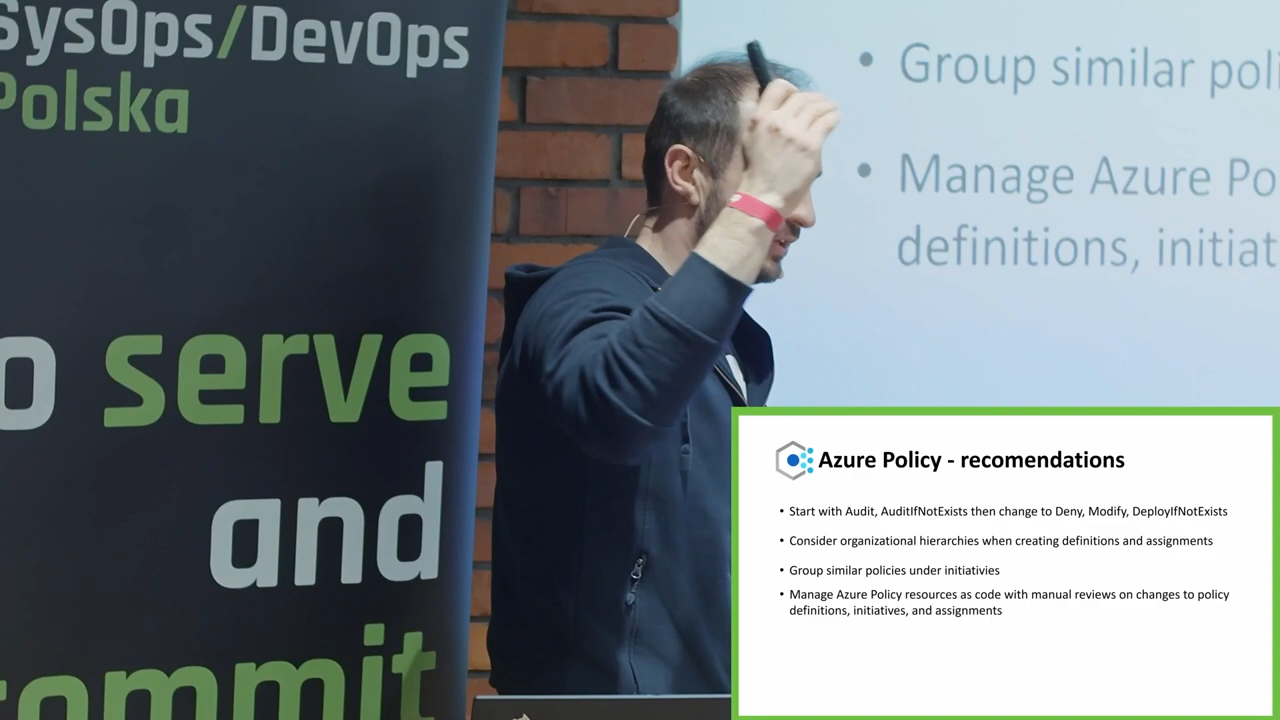 SysOps/DevOps
Polska
o serve
and
commit
Group similar poli
Manage Azure Po
definitions, initiat
Azure Policy - recomendations
• Start with Audit, AuditIfNotExists then change to Deny, Modify, DeployIfNotExists
• Consider organizational hierarchies when creating definitions and assignments
• Group similar policies under initiativies
• Manage Azure Policy resources as code with manual reviews on changes to policy
definitions, initiatives, and assignments